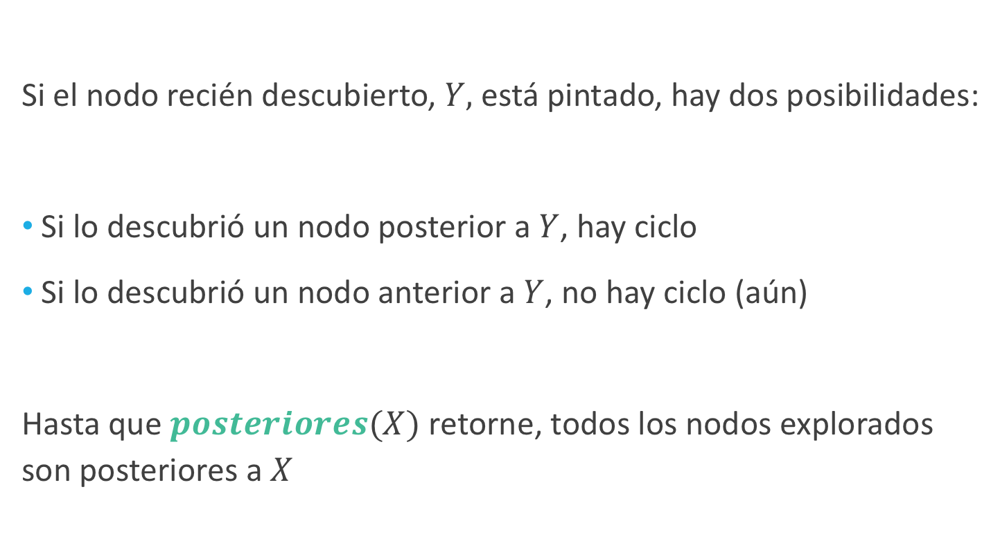 Si el nodo recién descubierto, Y, está pintado, hay dos posibilidades:
• Si lo descubrió un nodo posterior a Y, hay ciclo
• Si lo descubrió un nodo anterior a Y, no hay ciclo (aún)
Hasta que posteriores(X) retorne, todos los nodos explorados
son posteriores a X